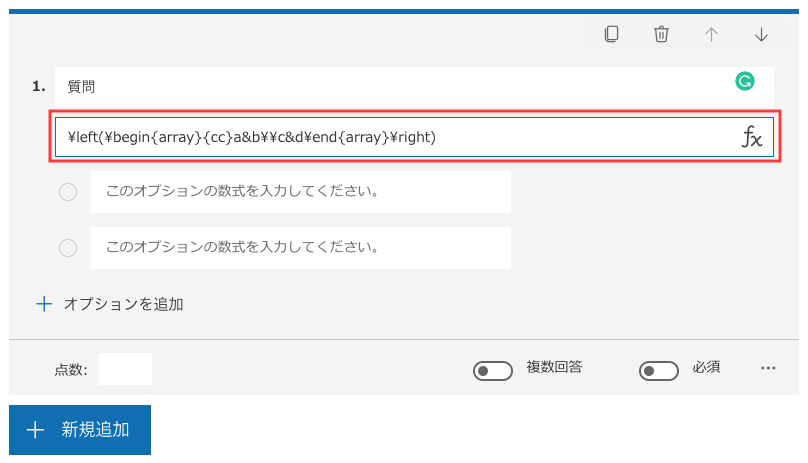 1. 質問
¥left(¥begin{array}{cc}a&b¥¥c&d¥end{array}¥right)
fx
このオプションの数式を入力してください。
このオプションの数式を入力してください。
+ オプションを追加
点数:
複数回答
必須
...
+ 新規追加